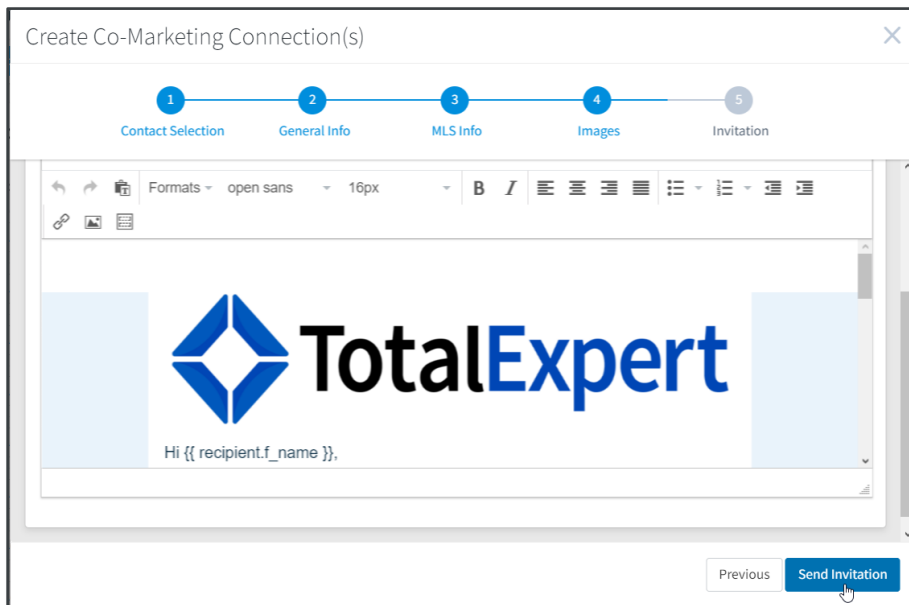 Create Co-Marketing Connection(s)
1 2 3 4 5
Contact Selection General Info MLS Info Images Invitation
Formats open sans 16px B I
TotalExpert
Hi {{ recipient.f_name }},
Previous Send Invitation